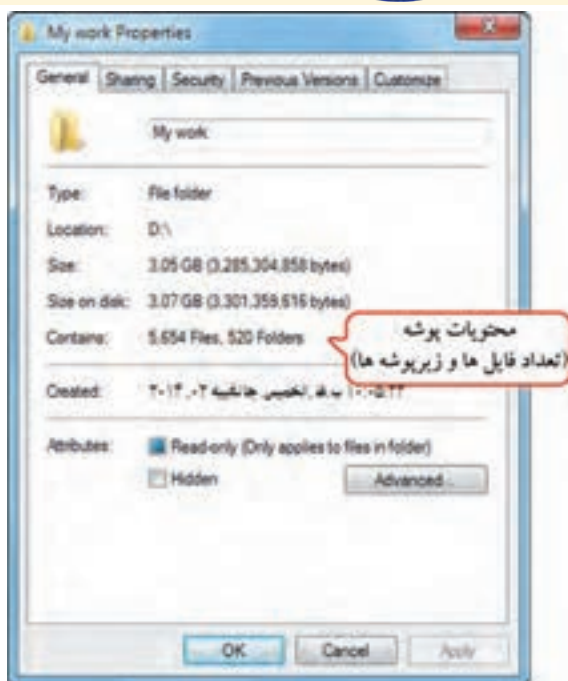 My work Properties
General Sharing Security Previous Versions Customize
My work
Type: File folder
Location: D:\
Size: 3.05 GB (3,285,304,858 bytes)
Size on disk: 3.07 GB (3,301,359,616 bytes)
Contains: 5,654 Files, 520 Folders
محتویات پوشه
(تعداد فایل ها و زیرپوشه ها)
Created:
Attributes: Read-only (Only applies to files in folder)
Hidden Advanced...
OK Cancel Apply